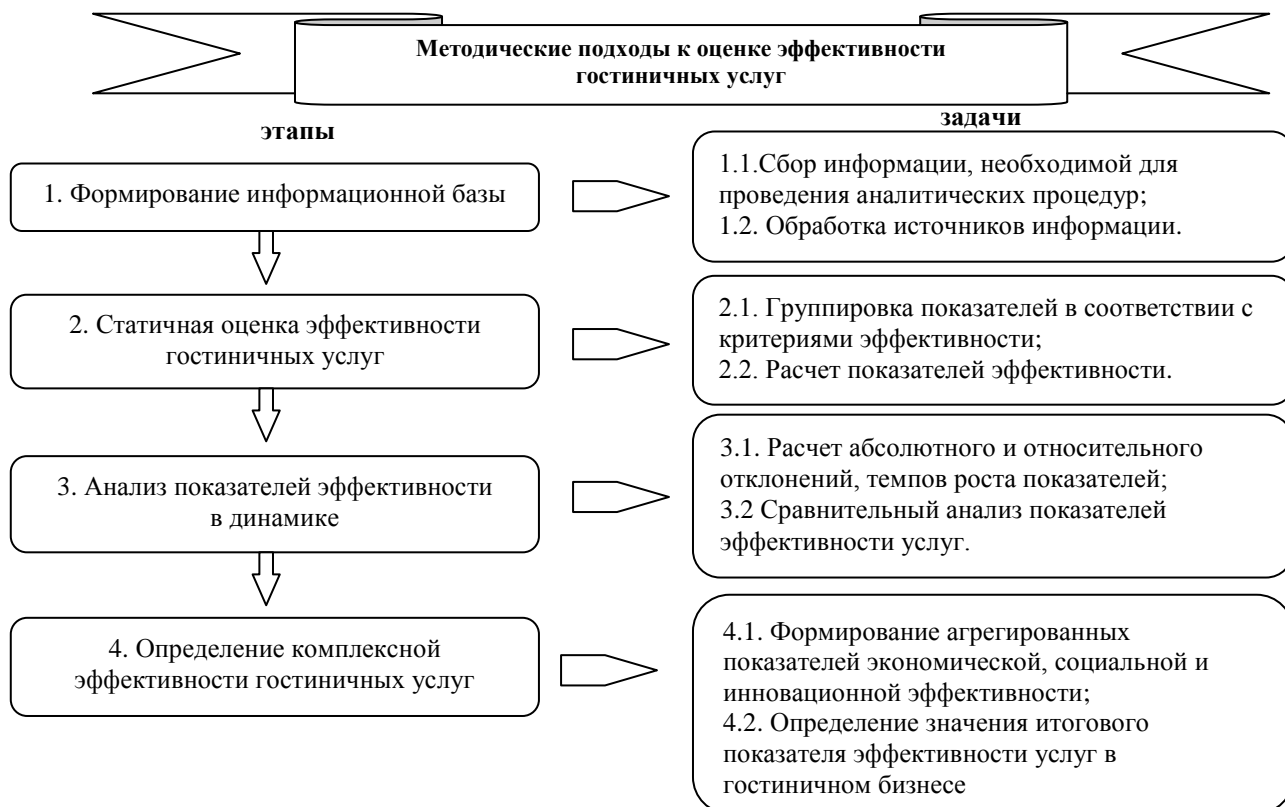 Методические подходы к оценке эффективности
гостиничных услуг
этапы
задачи
1. Формирование информационной базы
1.1.Сбор информации, необходимой для
проведения аналитических процедур;
1.2. Обработка источников информации.
2. Статичная оценка эффективности
гостиничных услуг
2.1. Группировка показателей в соответствии с
критериями эффективности;
2.2. Расчет показателей эффективности.
3. Анализ показателей эффективности
в динамике
3.1. Расчет абсолютного и относительного
отклонений, темпов роста показателей;
3.2 Сравнительный анализ показателей
эффективности услуг.
4. Определение комплексной
эффективности гостиничных услуг
4.1. Формирование агрегированных
показателей экономической, социальной и
инновационной эффективности;
4.2. Определение значения итогового
показателя эффективности услуг в
гостиничном бизнесе